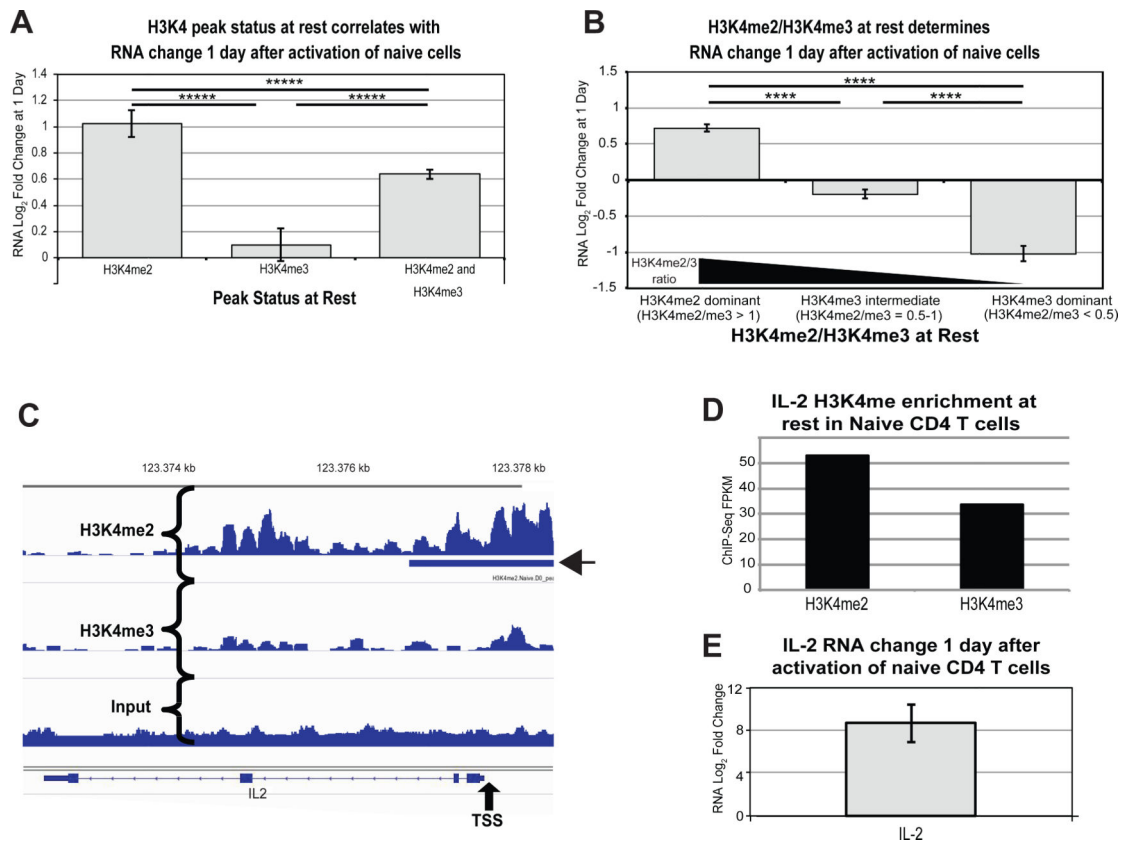 A
H3K4 peak status at rest correlates with
RNA change 1 day after activation of naive cells
RNA Log2 Fold Change at 1 Day
1.4
1.2
1
0.8
0.6
0.4
0.2
0
*****
*****
*****
H3K4me2
H3K4me3
H3K4me2 and
H3K4me3
Peak Status at Rest
B
H3K4me2/H3K4me3 at rest determines
RNA change 1 day after activation of naive cells
RNA Log2 Fold Change at 1 Day
1.5
1
0.5
0
-0.5
-1
-1.5
****
****
****
H3K4me2/3
ratio
H3K4me2 dominant
(H3K4me2/me3 > 1)
H3K4me3 intermediate
(H3K4me2/me3 = 0.5-1)
H3K4me3 dominant
(H3K4me2/me3 < 0.5)
H3K4me2/H3K4me3 at Rest
C
123.374 kb
123.376 kb
123.378 kb
H3K4me2
H3K4me2.Naive.D0_pea
H3K4me3
Input
IL2
TSS
D
IL-2 H3K4me enrichment at
rest in Naive CD4 T cells
ChIP-Seq FPKM
50
40
30
20
10
0
H3K4me2
H3K4me3
E
IL-2 RNA change 1 day after
activation of naive CD4 T cells
RNA Log2 Fold Change
12
8
4
0
IL-2